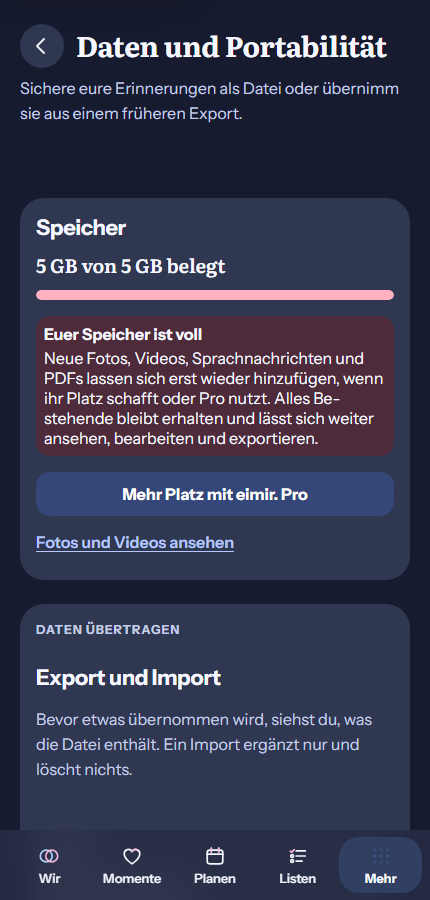 Daten und Portabilität
Sichere eure Erinnerungen als Datei oder übernimm
sie aus einem früheren Export.
Speicher
5 GB von 5 GB belegt
Euer Speicher ist voll
Neue Fotos, Videos, Sprachnachrichten und
PDFs lassen sich erst wieder hinzufügen, wenn
ihr Platz schafft oder Pro nutzt. Alles Be-
stehende bleibt erhalten und lässt sich weiter
ansehen, bearbeiten und exportieren.
Mehr Platz mit eimir. Pro
Fotos und Videos ansehen
DATEN ÜBERTRAGEN
Export und Import
Bevor etwas übernommen wird, siehst du, was
die Datei enthält. Ein Import ergänzt nur und
löscht nichts.
Wir Momente Planen Listen Mehr